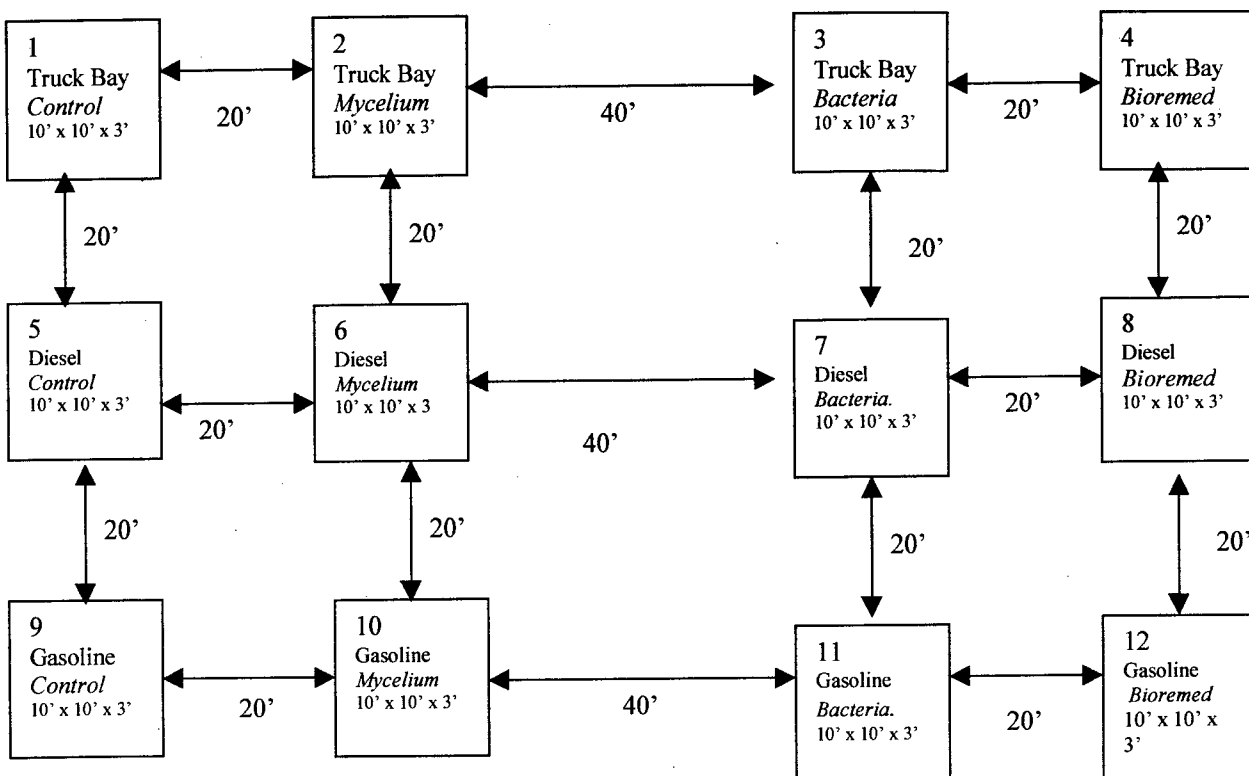 1
Truck Bay
Control
10' x 10' x 3'
20'
2
Truck Bay
Mycelium
10' x 10' x 3'
40'
3
Truck Bay
Bacteria
10' x 10' x 3'
20'
4
Truck Bay
Bioremed
10' x 10' x 3'
20'
20'
20'
20'
5
Diesel
Control
10' x 10' x 3'
20'
6
Diesel
Mycelium
10' x 10' x 3
40'
7
Diesel
Bacteria.
10' x 10' x 3'
20'
8
Diesel
Bioremed
10' x 10' x 3'
20'
20'
20'
20'
9
Gasoline
Control
10' x 10' x 3'
20'
10
Gasoline
Mycelium
10' x 10' x 3'
40'
11
Gasoline
Bacteria.
10' x 10' x 3'
20'
12
Gasoline
Bioremed
10' x 10' x
3'